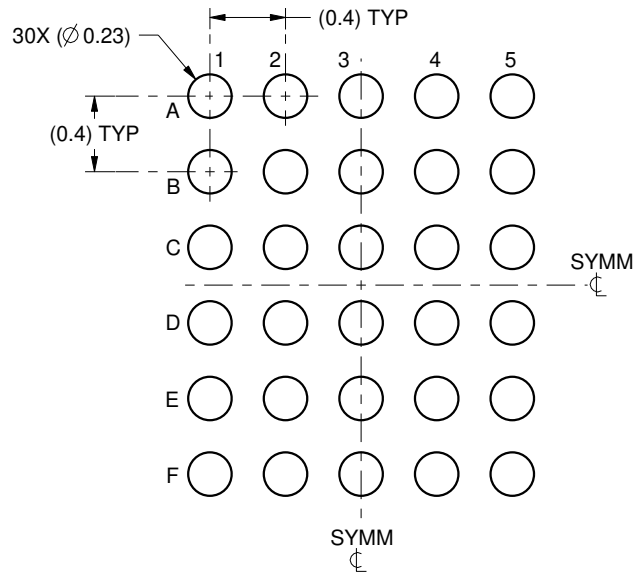 (0.4) TYP
30X (∅ 0.23)
1 2 3 4 5
A
(0.4) TYP
B
C
SYMM
℄
D
E
F
SYMM
℄